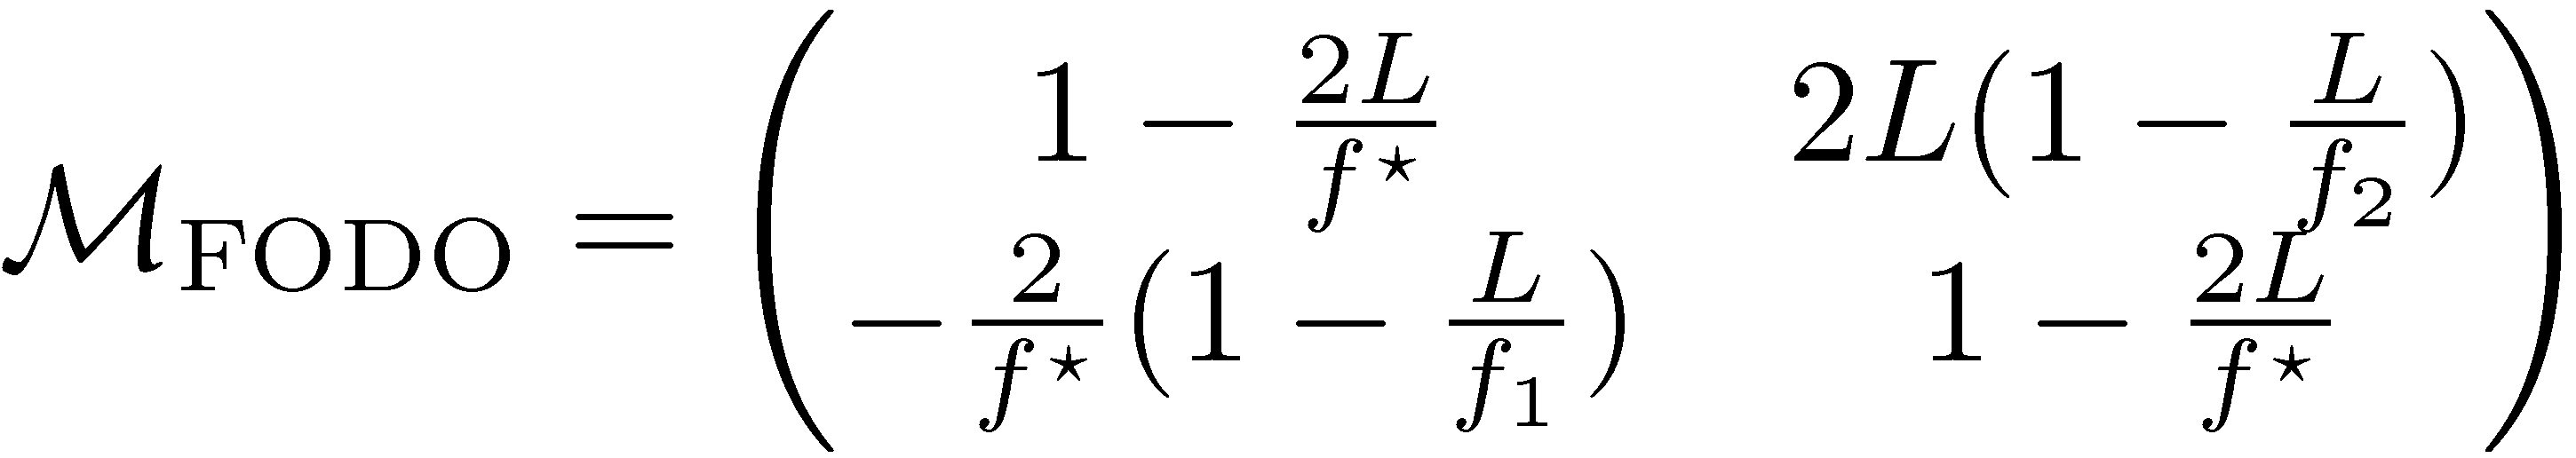 $\mathcal{M}_{\mathrm{FODO}} = \begin{pmatrix} 1 - \frac{2L}{f^\star} & 2L(1 - \frac{L}{f_2}) \\ -\frac{2}{f^\star}(1 - \frac{L}{f_1}) & 1 - \frac{2L}{f^\star} \end{pmatrix}$